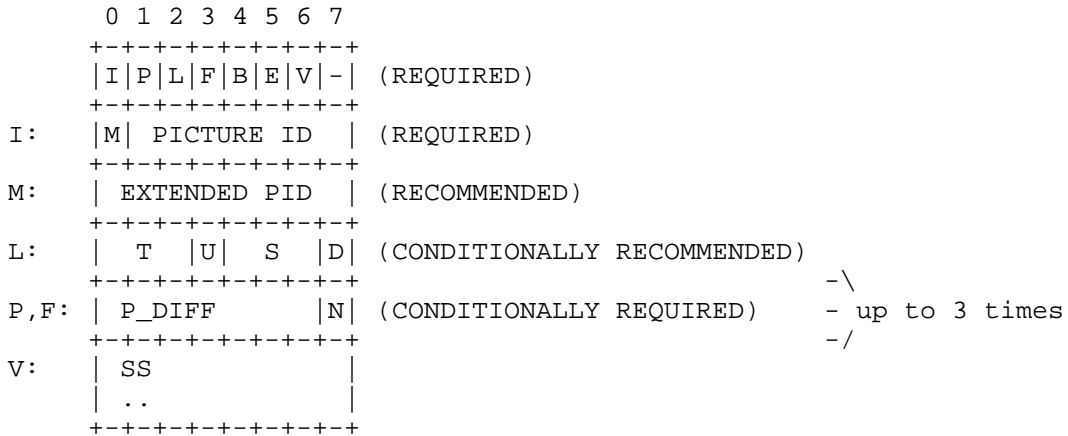 0 1 2 3 4 5 6 7
     +-+-+-+-+-+-+-+-+
     |I|P|L|F|B|E|V|-| (REQUIRED)
     +-+-+-+-+-+-+-+-+
I:   |M| PICTURE ID  | (REQUIRED)
     +-+-+-+-+-+-+-+-+
M:   | EXTENDED PID  | (RECOMMENDED)
     +-+-+-+-+-+-+-+-+
L:   |  T  |U|  S  |D| (CONDITIONALLY RECOMMENDED)
     +-+-+-+-+-+-+-+-+                             -\
P,F: | P_DIFF      |N| (CONDITIONALLY REQUIRED)    - up to 3 times
     +-+-+-+-+-+-+-+-+                             -/
V:   | SS            |
     | ..            |
     +-+-+-+-+-+-+-+-+